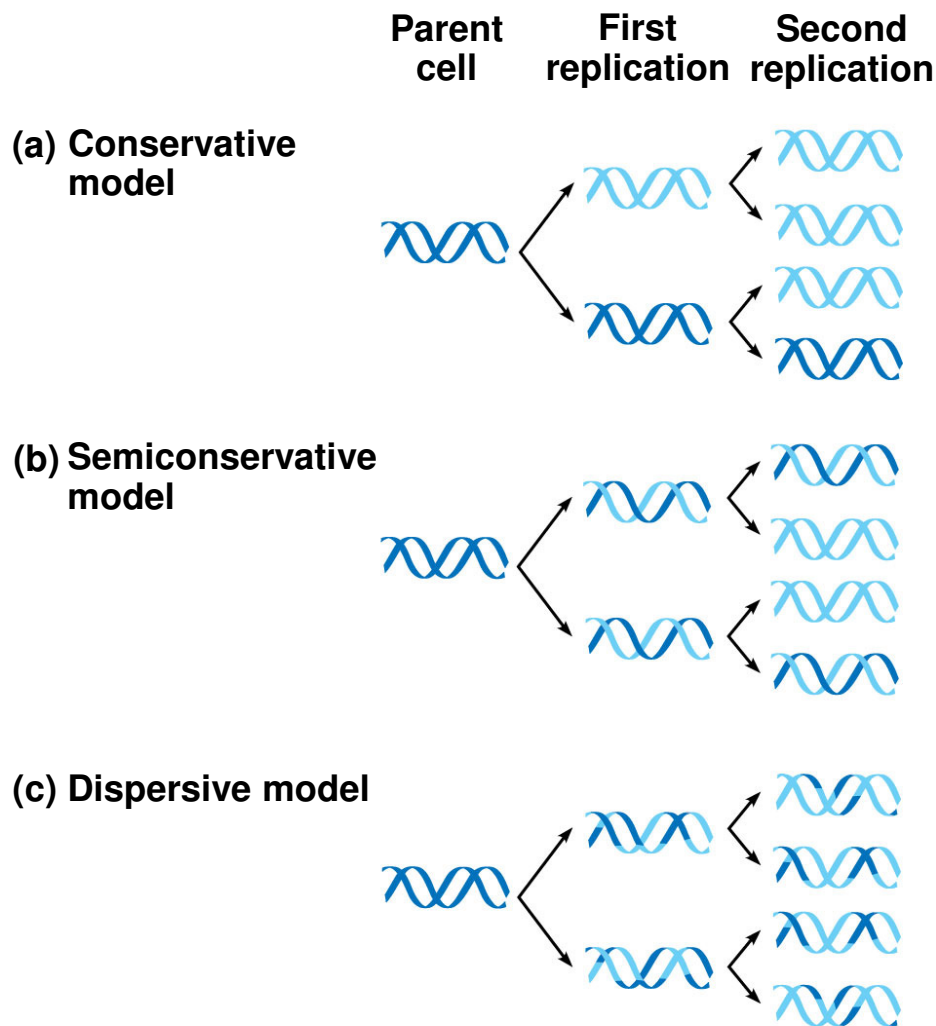 Parent
cell
First
replication
Second
replication
(a) Conservative
model
(b) Semiconservative
model
(c) Dispersive model